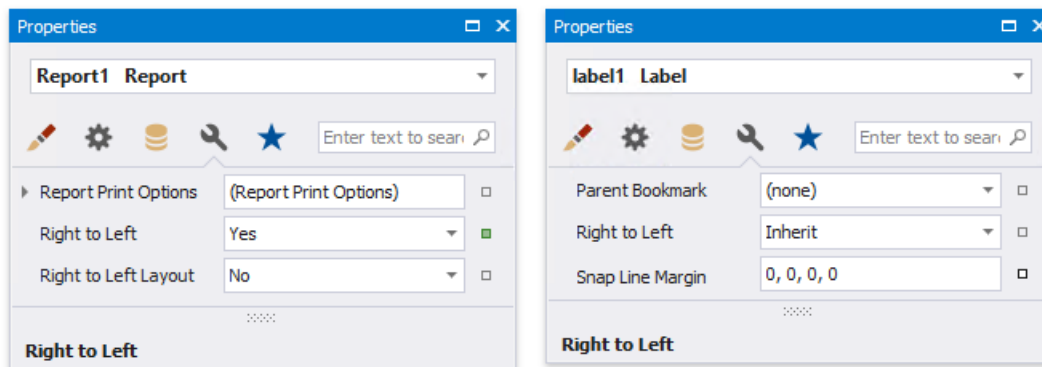 Properties
Report1 Report
Enter text to sear
Report Print Options (Report Print Options)
Right to Left Yes
Right to Left Layout No
Right to Left
Properties
label1 Label
Enter text to sear
Parent Bookmark (none)
Right to Left Inherit
Snap Line Margin 0, 0, 0, 0
Right to Left